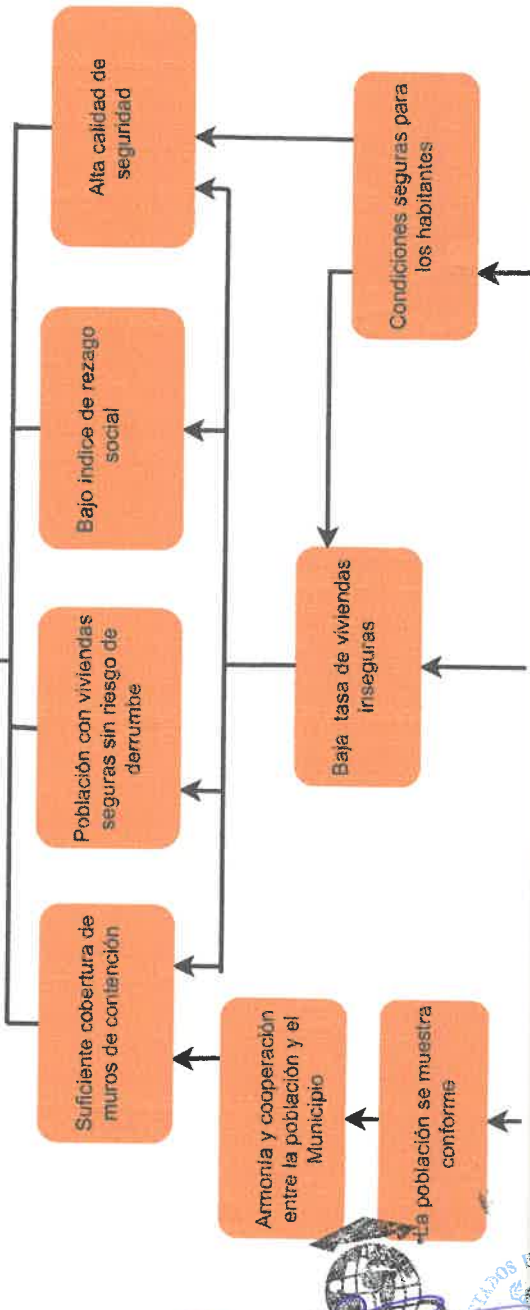 Suficiente cobertura de
muros de contención
Población con viviendas
seguras sin riesgo de
derrumbe
Bajo índice de rezago
social
Alta calidad de
seguridad
Armonía y cooperación
entre la población y el
Municipio
Baja tasa de viviendas
inseguras
Condiciones seguras para
los habitantes
La población se muestra
conforme